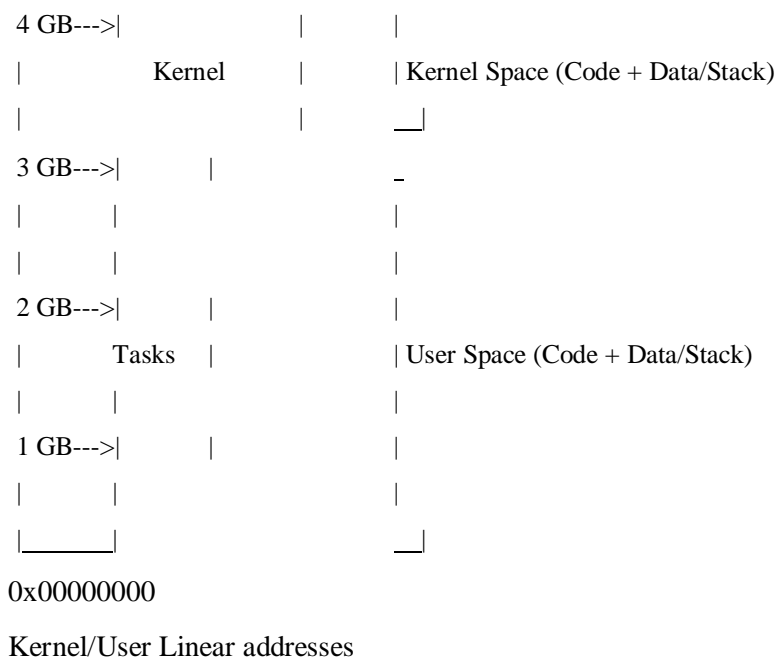 4 GB--->| | |
| Kernel | | Kernel Space (Code + Data/Stack)
| | __|
3 GB--->| | _
| | |
| | |
2 GB--->| | |
| Tasks | | User Space (Code + Data/Stack)
| | |
1 GB--->| | |
| | |
|_______| __|
0x00000000
Kernel/User Linear addresses